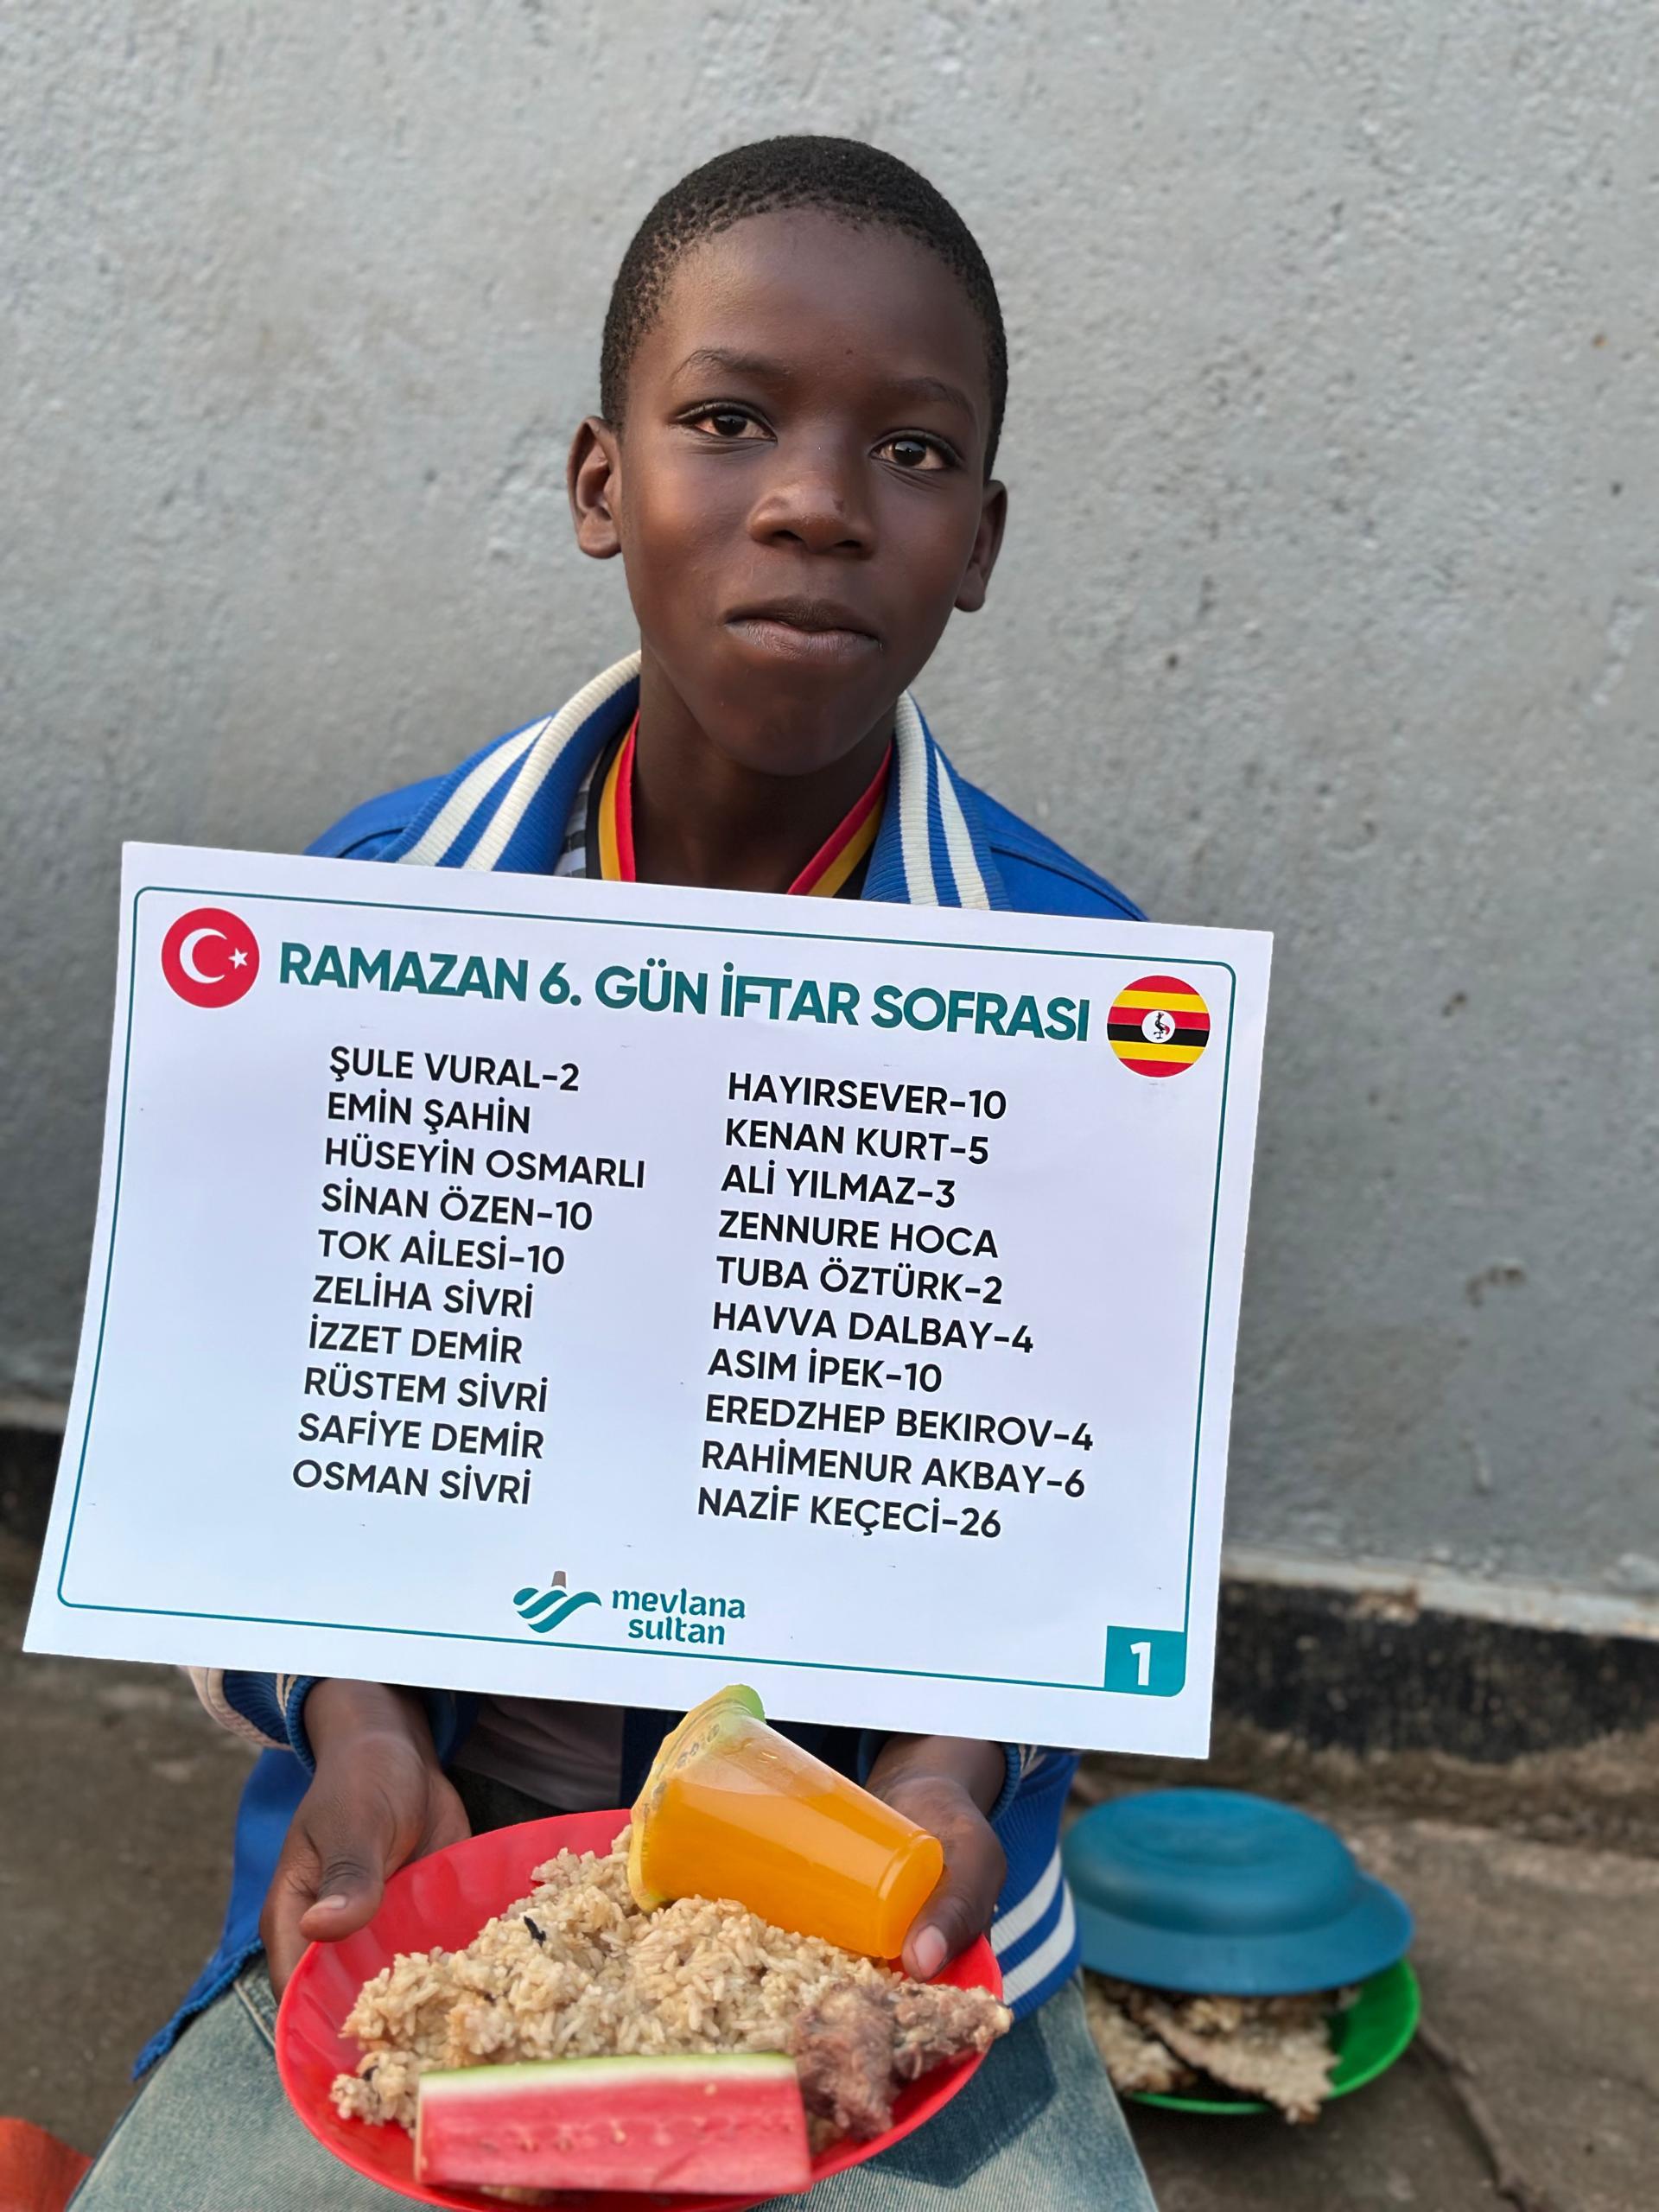 RAMAZAN 6. GÜN İFTAR SOFRASI
ŞULE VURAL-2
EMİN ŞAHİN
HÜSEYİN OSMARLI
SİNAN ÖZEN-10
TOK AİLESİ-10
ZELİHA SİVRİ
İZZET DEMİR
RÜSTEM SİVRİ
SAFİYE DEMİR
OSMAN SİVRİ
HAYIRSEVER-10
KENAN KURT-5
ALİ YILMAZ-3
ZENNURE HOCA
TUBA ÖZTÜRK-2
HAVVA DALBAY-4
ASIM İPEK-10
EREDZHEP BEKIROV-4
RAHİMENUR AKBAY-6
NAZİF KEÇECİ-26
mevlana
sultan
1